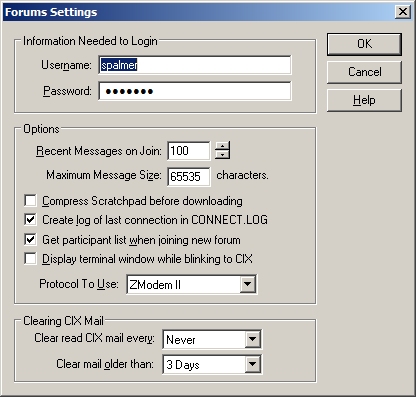 Forums Settings
Information Needed to Login
Username: spalmer
Password: •••••••
OK
Cancel
Help
Options
Recent Messages on Join: 100
Maximum Message Size: 65535 characters.
Compress Scratchpad before downloading
Create log of last connection in CONNECT.LOG
Get participant list when joining new forum
Display terminal window while blinking to CIX
Protocol To Use: ZModem II
Clearing CIX Mail
Clear read CIX mail every: Never
Clear mail older than: 3 Days